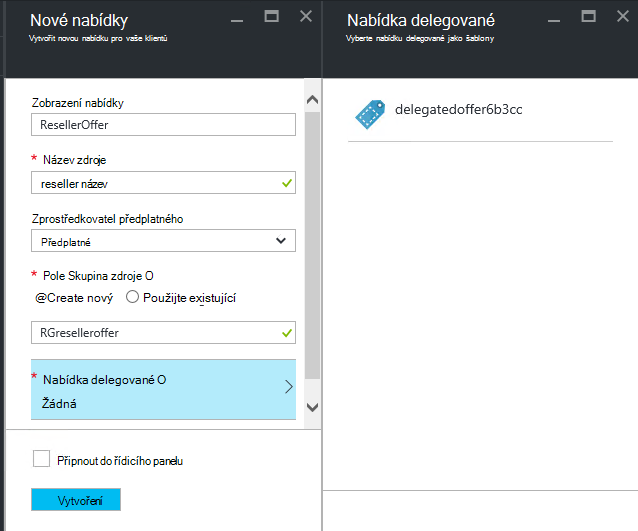 Nové nabídky
Vytvořit novou nabídku pro vaše klientů
Zobrazení nabídky
ResellerOffer
* Název zdroje
reseller název
Zprostředkovatel předplatného
Předplatné
* Pole Skupina zdroje O
@Create nový Použijte existující
RGreselleroffer
* Nabídka delegované O
Žádná
Připnout do řídicího panelu
Vytvoření
Nabídka delegované
Vyberte nabídku delegované jako šablony
delegatedoffer6b3cc